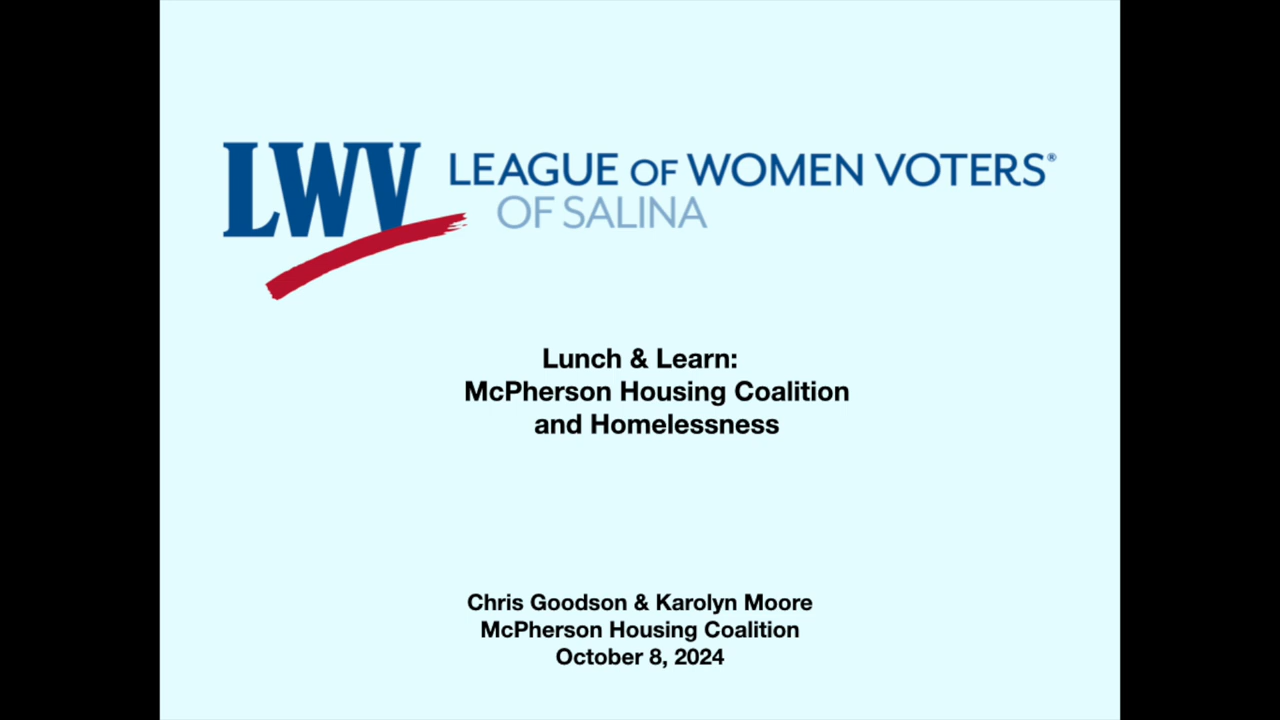 LWV LEAGUE OF WOMEN VOTERS®
OF SALINA
Lunch & Learn:
McPherson Housing Coalition
and Homelessness
Chris Goodson & Karolyn Moore
McPherson Housing Coalition
October 8, 2024